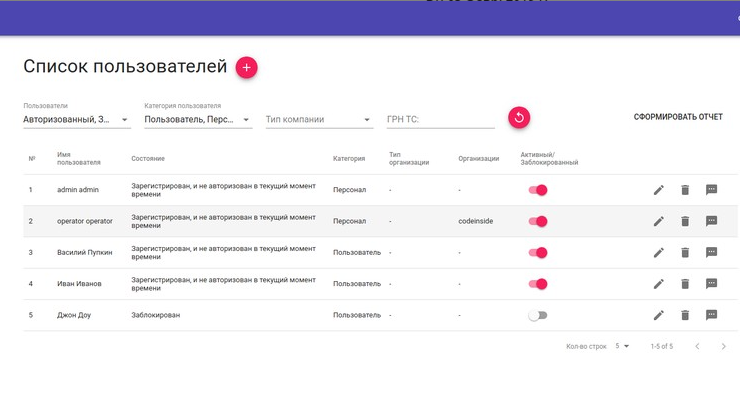 Список пользователей
Пользователи
Категория пользователя
Авторизованный, З...
Пользователь, Перс...
Тип компании
ГРН ТС:
СФОРМИРОВАТЬ ОТЧЕТ
№
Имя
пользователя
Состояние
Категория
Тип
организации
Организации
Активный/
Заблокированный
1
admin admin
Зарегистрирован, и не авторизован в текущий момент
времени
Персонал
-
-
2
operator operator
Зарегистрирован, и не авторизован в текущий момент
времени
Персонал
-
codeinside
3
Василий Пупкин
Зарегистрирован, и не авторизован в текущий момент
времени
Пользователь
-
-
4
Иван Иванов
Зарегистрирован, и не авторизован в текущий момент
времени
Пользователь
-
-
5
Джон Доу
Заблокирован
Пользователь
-
-
Кол-во строк
5
1-5 of 5